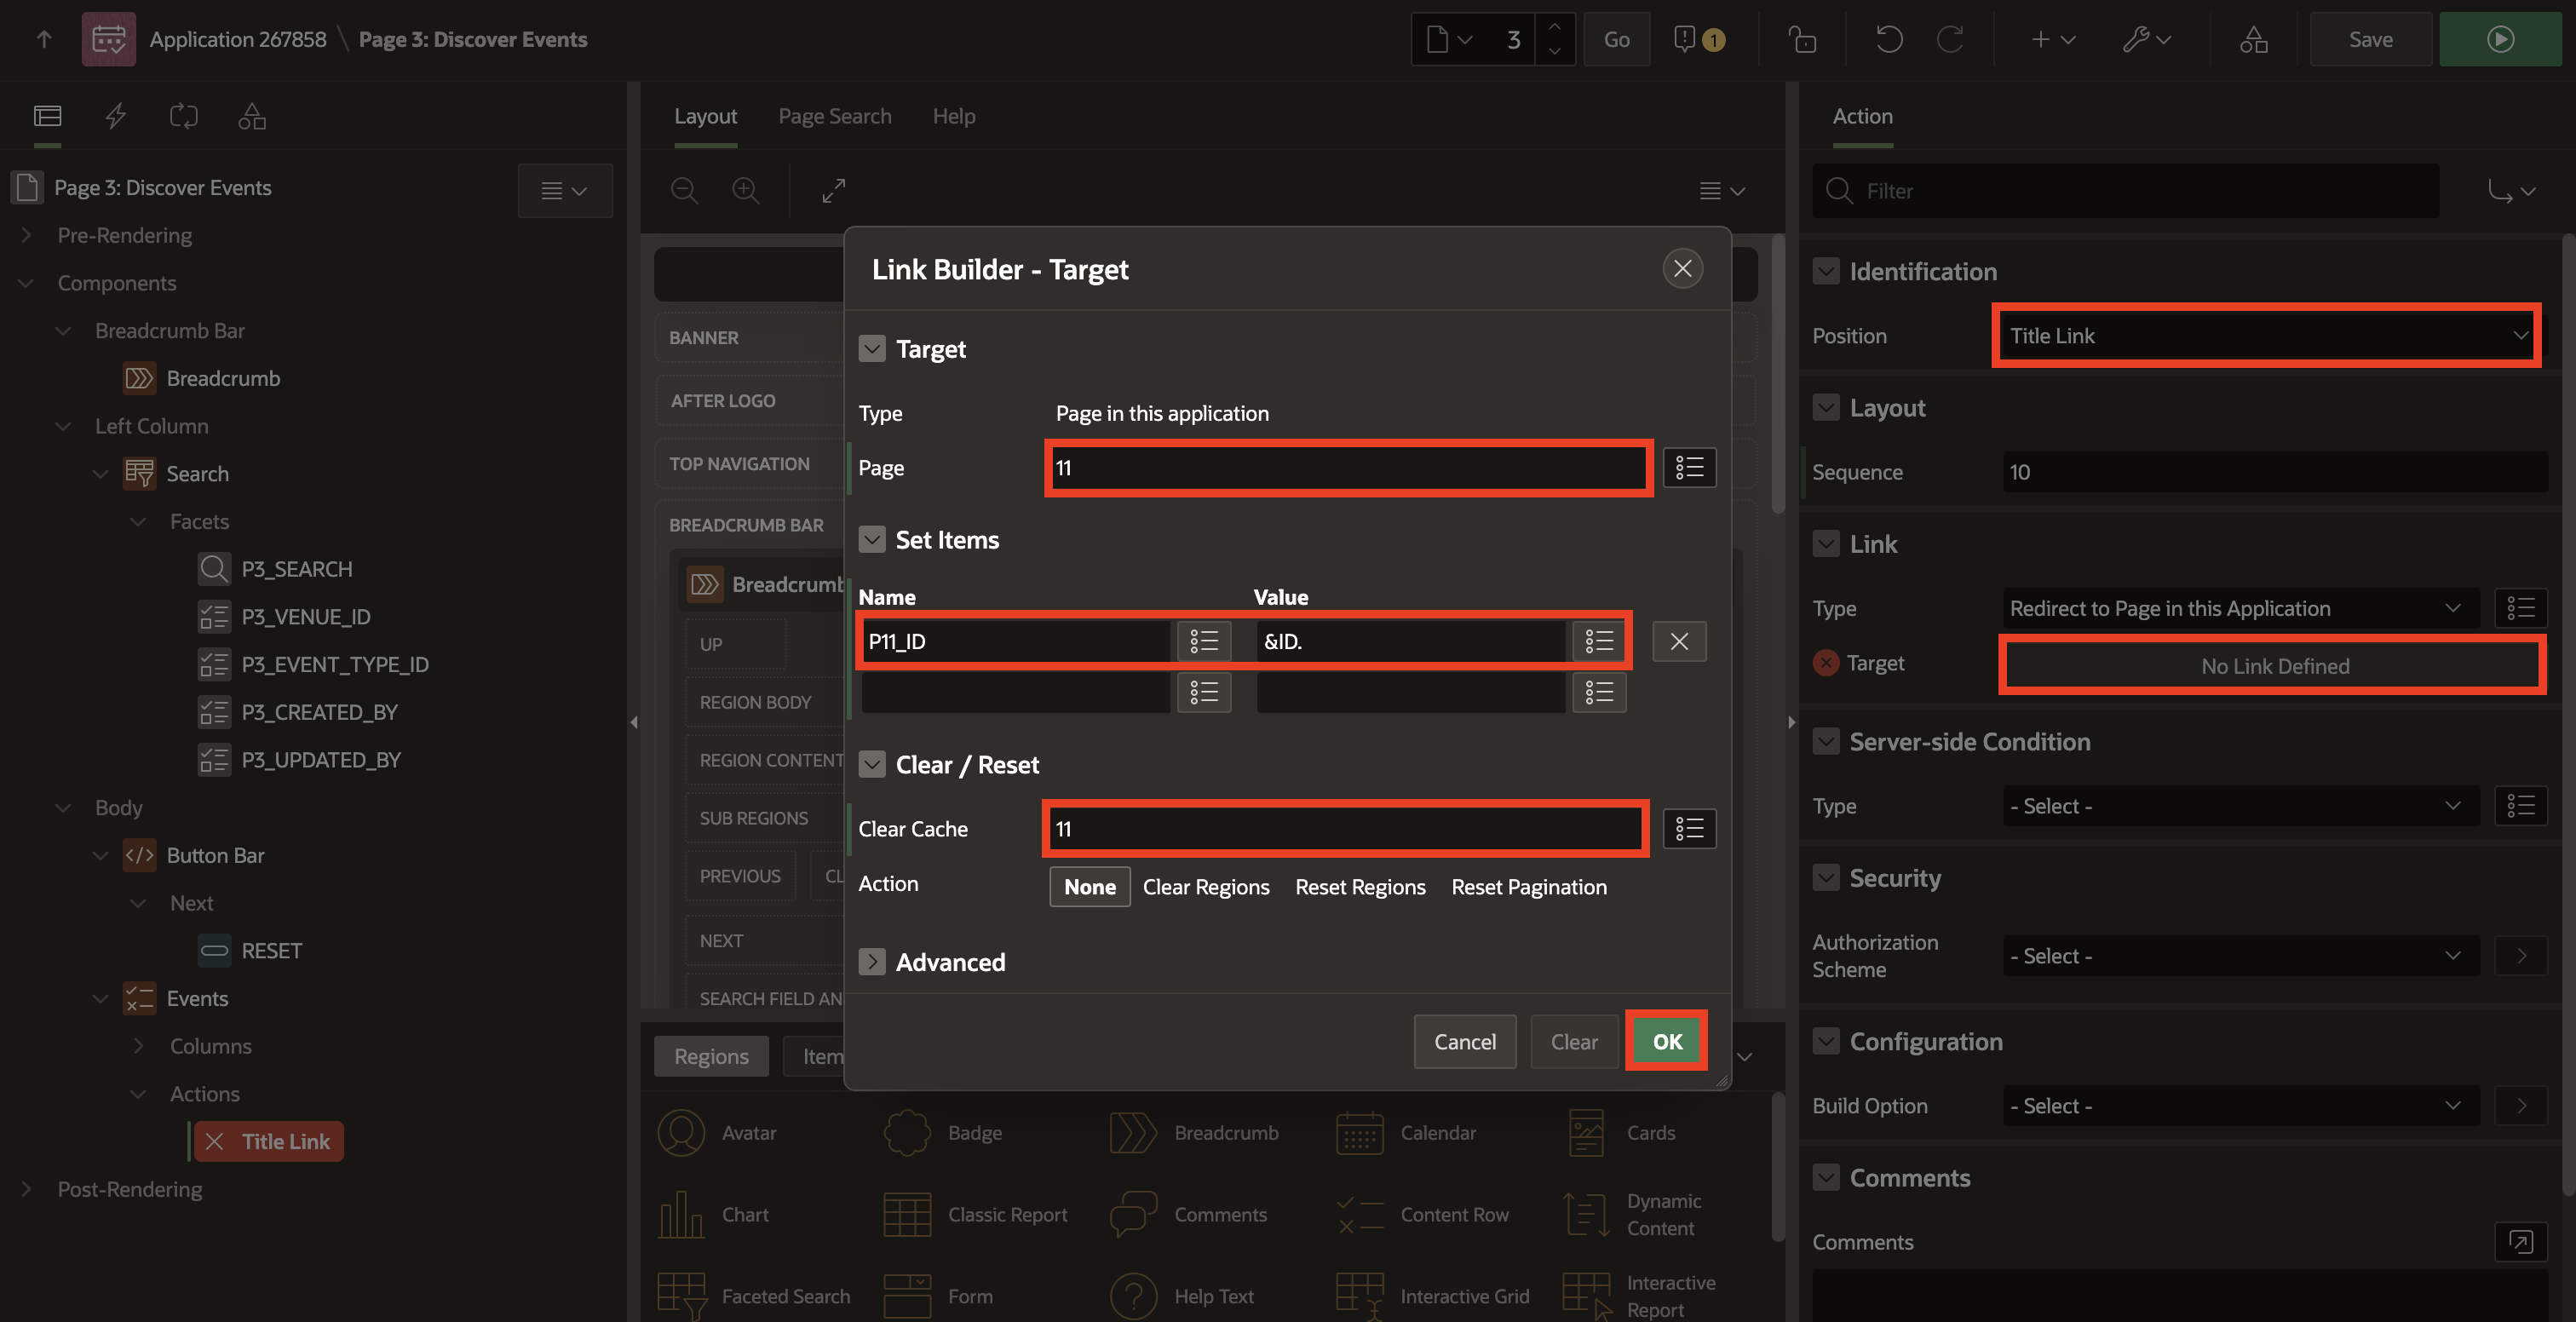 Application 267858 \ Page 3: Discover Events
3
Go
1
Save
Layout
Page Search
Help
Action
Page 3: Discover Events
Pre-Rendering
Components
Breadcrumb Bar
Breadcrumb
Left Column
Search
Facets
P3_SEARCH
P3_VENUE_ID
P3_EVENT_TYPE_ID
P3_CREATED_BY
P3_UPDATED_BY
Body
Button Bar
Next
RESET
Events
Columns
Actions
Title Link
Post-Rendering
BANNER
AFTER LOGO
TOP NAVIGATION
BREADCRUMB BAR
Breadcrumb
UP
REGION BODY
REGION CONTENT
SUB REGIONS
PREVIOUS
CL
NEXT
SEARCH FIELD AN
Link Builder - Target
Target
Type
Page in this application
Page
11
Set Items
Name
Value
P11_ID
&ID.
Clear / Reset
Clear Cache
11
Action
None
Clear Regions
Reset Regions
Reset Pagination
Advanced
Cancel
Clear
OK
Regions
Item
Avatar
Badge
Breadcrumb
Calendar
Cards
Chart
Classic Report
Comments
Content Row
Dynamic
Content
Faceted Search
Form
Help Text
Interactive Grid
Interactive
Report
Filter
Identification
Position
Title Link
Layout
Sequence
10
Link
Type
Redirect to Page in this Application
Target
No Link Defined
Server-side Condition
Type
- Select -
Security
Authorization
Scheme
- Select -
Configuration
Build Option
- Select -
Comments
Comments